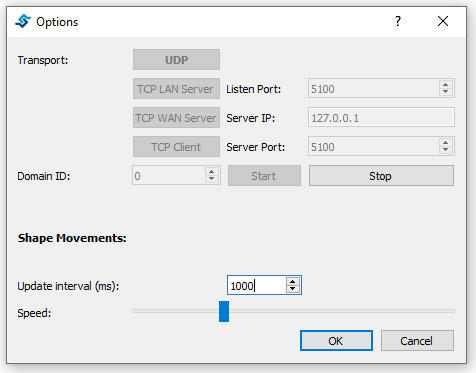 Options
Transport: UDP
TCP LAN Server Listen Port: 5100
TCP WAN Server Server IP: 127.0.0.1
TCP Client Server Port: 5100
Domain ID: 0 Start Stop
Shape Movements:
Update interval (ms): 1000
Speed:
OK Cancel